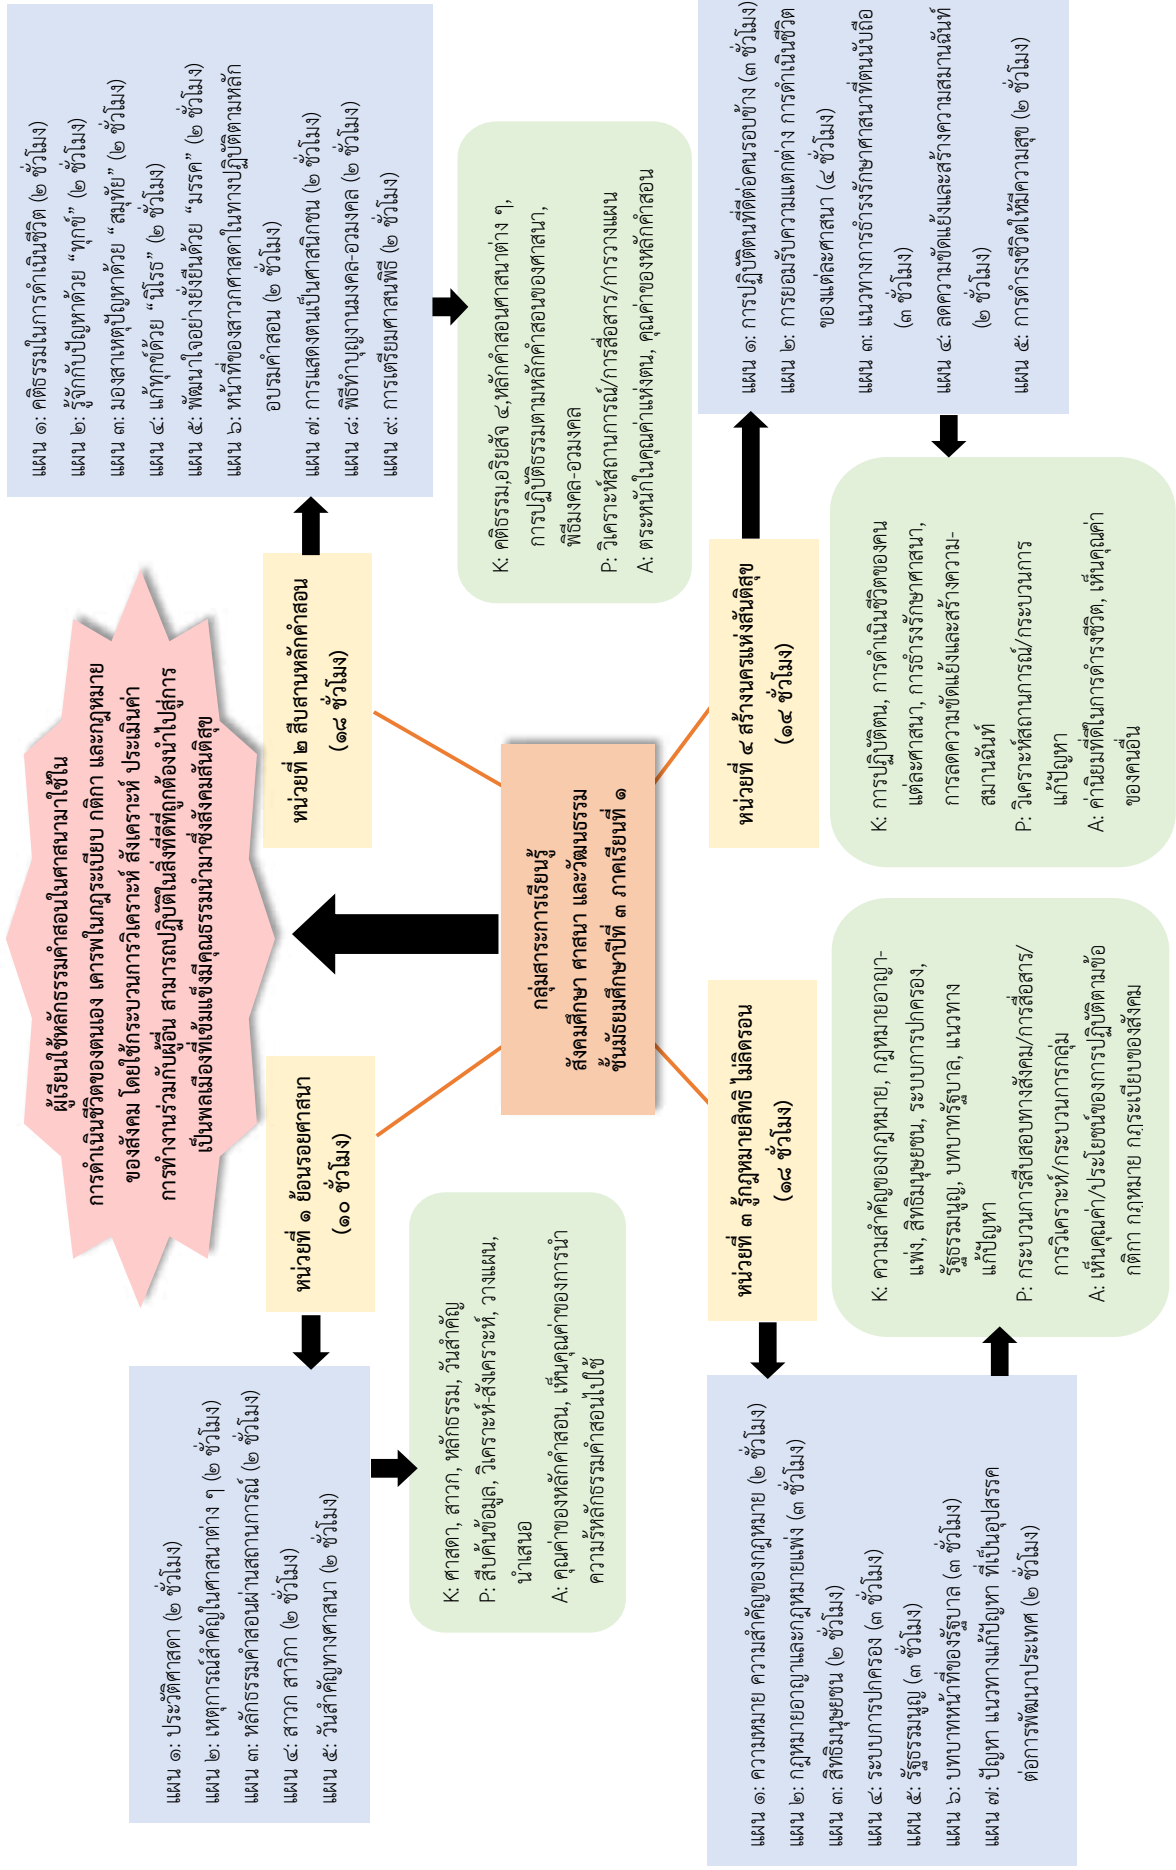 ผู้เรียนใช้หลักธรรมคำสอนในศาสนามาใช้ใน
การดำเนินชีวิตของตนเอง เคารพในกฎระเบียบ กติกา และกฎหมาย
ของสังคม โดยใช้กระบวนการวิเคราะห์ สังเคราะห์ ประเมินค่า
การทำงานร่วมกับผู้อื่น สามารถปฏิบัติในสิ่งที่ดีที่ถูกต้องนำไปสู่การ
เป็นพลเมืองที่เข้มแข็งมีคุณธรรมนำมาซึ่งสังคมสันติสุข
กลุ่มสาระการเรียนรู้
สังคมศึกษา ศาสนา และวัฒนธรรม
ชั้นมัธยมศึกษาปีที่ ๓ ภาคเรียนที่ ๑
หน่วยที่ ๑ ย้อนรอยศาสนา
(๑๐ ชั่วโมง)
แผน ๑: ประวัติศาสดา (๒ ชั่วโมง)
แผน ๒: เหตุการณ์สำคัญในศาสนาต่าง ๆ (๒ ชั่วโมง)
แผน ๓: หลักธรรมคำสอนผ่านสถานการณ์ (๒ ชั่วโมง)
แผน ๔: สาวก สาวิกา (๒ ชั่วโมง)
แผน ๕: วันสำคัญทางศาสนา (๒ ชั่วโมง)
K: ศาสดา, สาวก, หลักธรรม, วันสำคัญ
P: สืบค้นข้อมูล, วิเคราะห์-สังเคราะห์, วางแผน,
นำเสนอ
A: คุณค่าของหลักคำสอน, เห็นคุณค่าของการนำ
ความรู้หลักธรรมคำสอนไปใช้
หน่วยที่ ๒ สืบสานหลักคำสอน
(๑๘ ชั่วโมง)
แผน ๑: คติธรรมในการดำเนินชีวิต (๒ ชั่วโมง)
แผน ๒: รู้จักกับปัญหาด้วย “ทุกข์” (๒ ชั่วโมง)
แผน ๓: มองสาเหตุปัญหาด้วย “สมุทัย” (๒ ชั่วโมง)
แผน ๔: แก้ทุกข์ด้วย “นิโรธ” (๒ ชั่วโมง)
แผน ๕: พัฒนาใจอย่างยั่งยืนด้วย “มรรค” (๒ ชั่วโมง)
แผน ๖: หน้าที่ของสาวกศาสดาในทางปฏิบัติตามหลัก
อบรมคำสอน (๒ ชั่วโมง)
แผน ๗: การแสดงตนเป็นศาสนิกชน (๒ ชั่วโมง)
แผน ๘: พิธีทำบุญงานมงคล-อวมงคล (๒ ชั่วโมง)
แผน ๙: การเตรียมศาสนพิธี (๒ ชั่วโมง)
K: คติธรรม,อริยสัจ ๔,หลักคำสอนศาสนาต่าง ๆ,
การปฏิบัติธรรมตามหลักคำสอนของศาสนา,
พิธีมงคล-อวมงคล
P: วิเคราะห์สถานการณ์/การสื่อสาร/การวางแผน
A: ตระหนักในคุณค่าแห่งตน, คุณค่าของหลักคำสอน
หน่วยที่ ๓ รู้กฎหมายสิทธิ ไม่ลิดรอน
(๑๘ ชั่วโมง)
แผน ๑: ความหมาย ความสำคัญของกฎหมาย (๒ ชั่วโมง)
แผน ๒: กฎหมายอาญาและกฎหมายแพ่ง (๓ ชั่วโมง)
แผน ๓: สิทธิมนุษยชน (๒ ชั่วโมง)
แผน ๔: ระบบการปกครอง (๓ ชั่วโมง)
แผน ๕: รัฐธรรมนูญ (๓ ชั่วโมง)
แผน ๖: บทบาทหน้าที่ของรัฐบาล (๓ ชั่วโมง)
แผน ๗: ปัญหา แนวทางแก้ปัญหา ที่เป็นอุปสรรค
ต่อการพัฒนาประเทศ (๒ ชั่วโมง)
K: ความสำคัญของกฎหมาย, กฎหมายอาญา-
แพ่ง, สิทธิมนุษยชน, ระบบการปกครอง,
รัฐธรรมนูญ, บทบาทรัฐบาล, แนวทาง
แก้ปัญหา
P: กระบวนการสืบสอบทางสังคม/การสื่อสาร/
การวิเคราะห์/กระบวนการกลุ่ม
A: เห็นคุณค่า/ประโยชน์ของการปฏิบัติตามข้อ
กติกา กฎหมาย กฎระเบียบของสังคม
หน่วยที่ ๔ สร้างนครแห่งสันติสุข
(๑๔ ชั่วโมง)
แผน ๑: การปฏิบัติตนที่ดีต่อคนรอบข้าง (๓ ชั่วโมง)
แผน ๒: การยอมรับความแตกต่าง การดำเนินชีวิต
ของแต่ละศาสนา (๔ ชั่วโมง)
แผน ๓: แนวทางการธำรงรักษาศาสนาที่ตนนับถือ
(๓ ชั่วโมง)
แผน ๔: ลดความขัดแย้งและสร้างความสมานฉันท์
(๒ ชั่วโมง)
แผน ๕: การดำรงชีวิตให้มีความสุข (๒ ชั่วโมง)
K: การปฏิบัติตน, การดำเนินชีวิตของคน
แต่ละศาสนา, การธำรงรักษาศาสนา,
การลดความขัดแย้งและสร้างความ-
สมานฉันท์
P: วิเคราะห์สถานการณ์/กระบวนการ
แก้ปัญหา
A: ค่านิยมที่ดีในการดำรงชีวิต, เห็นคุณค่า
ของคนอื่น